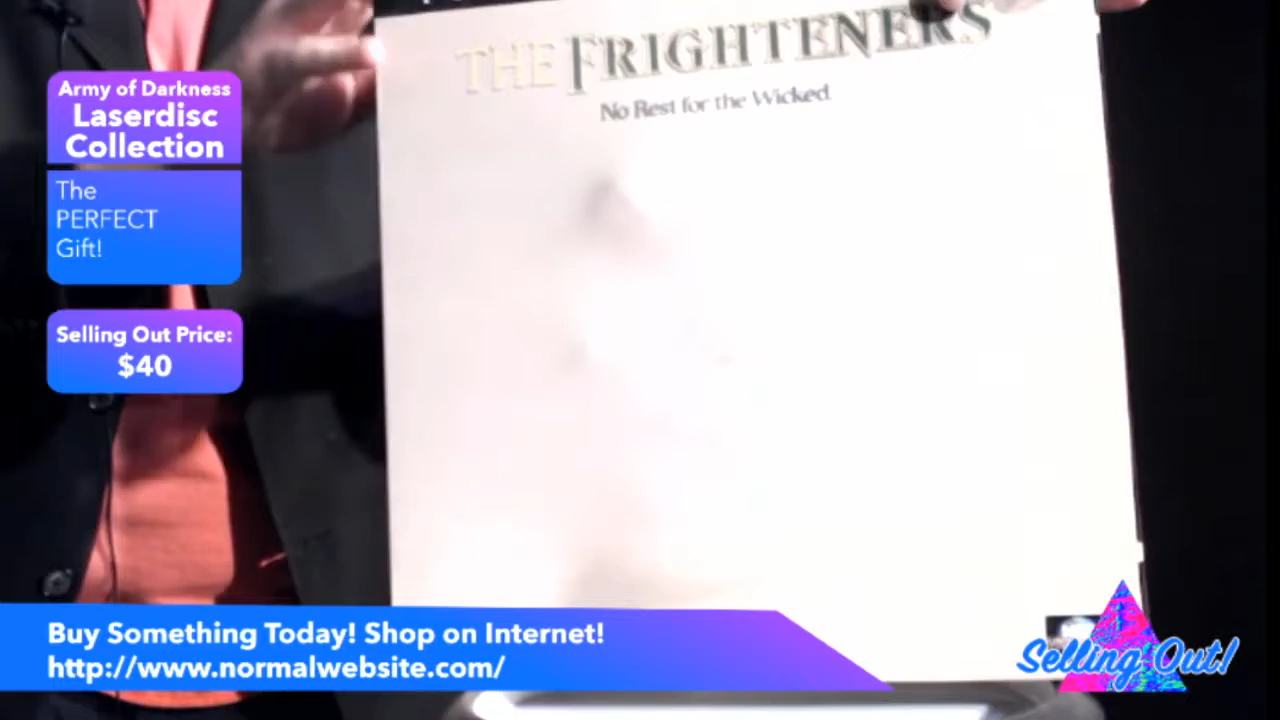 THE FRIGHTENERS
No Rest for the Wicked
Army of Darkness
Laserdisc
Collection
The
PERFECT
Gift!
Selling Out Price:
$40
Buy Something Today! Shop on Internet!
http://www.normalwebsite.com/
Selling Out!